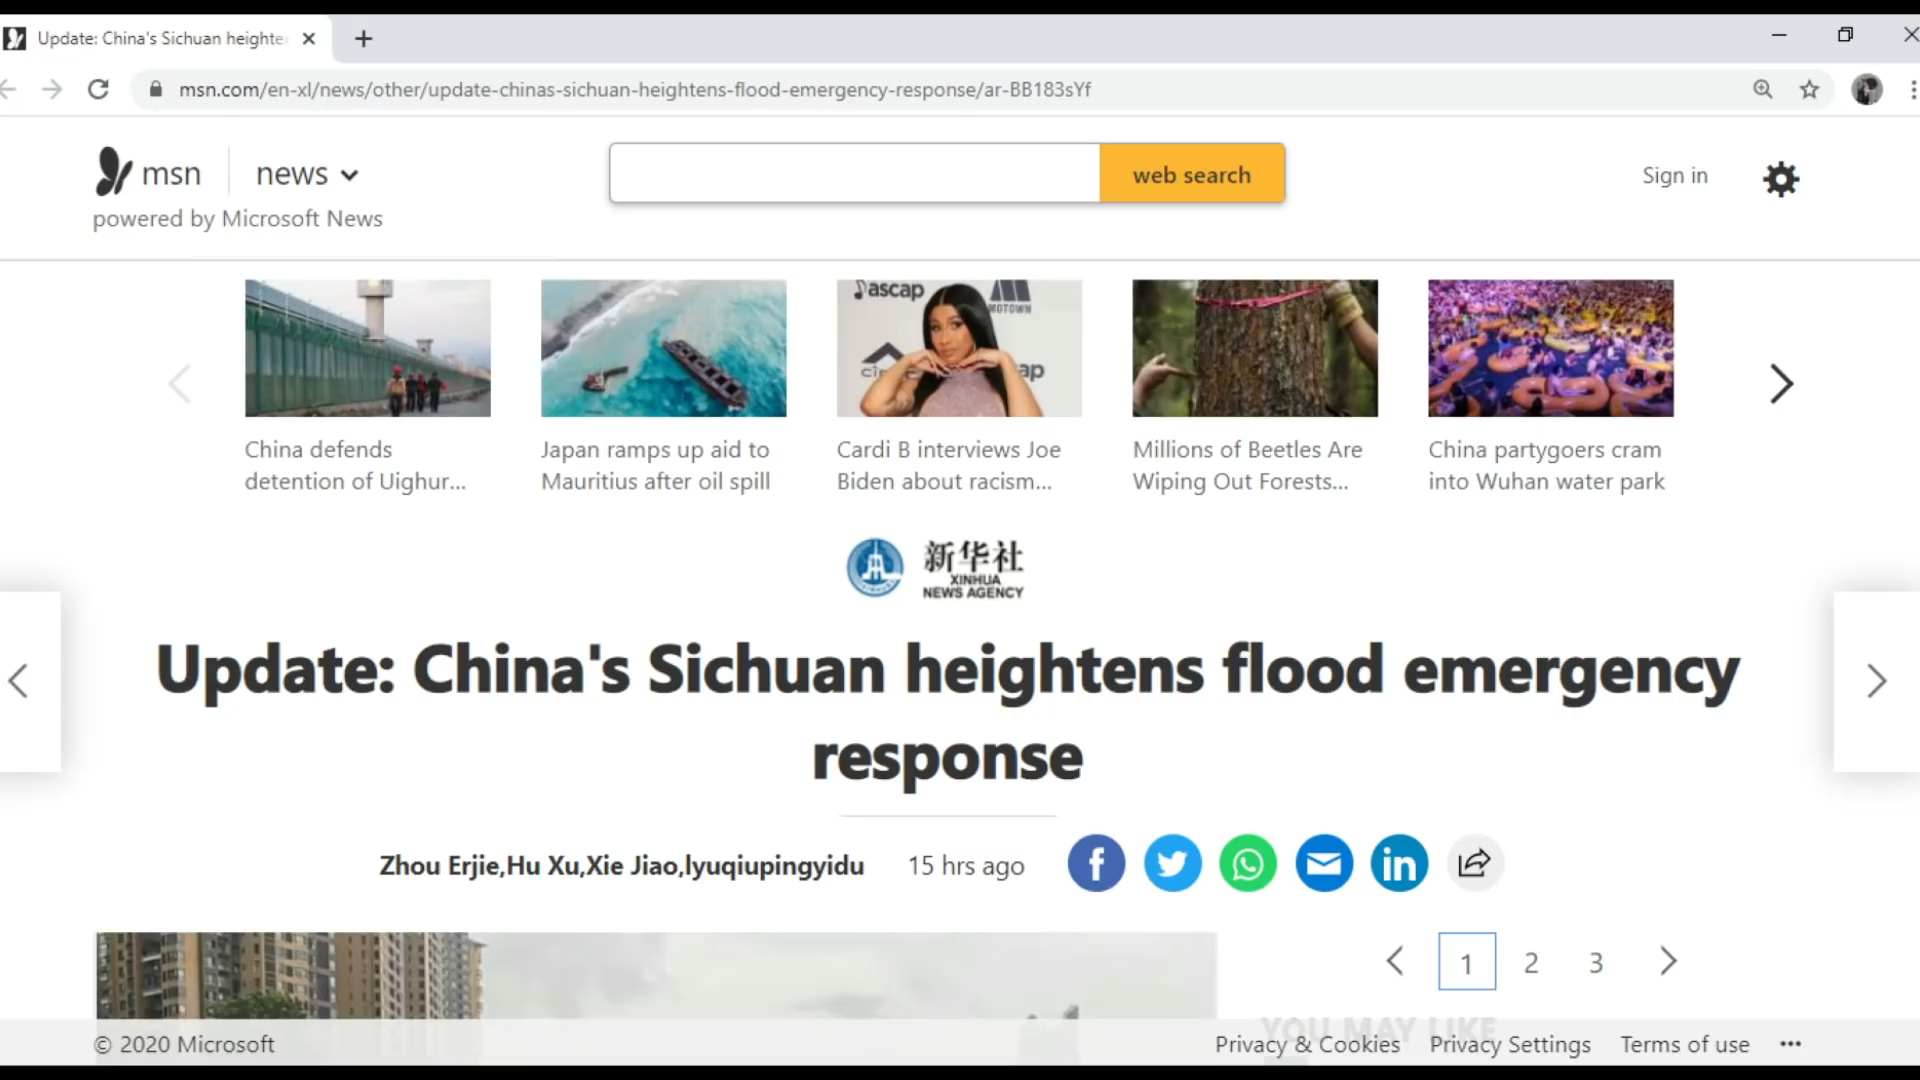 Update: China's Sichuan heighte
msn.com/en-xl/news/other/update-chinas-sichuan-heightens-flood-emergency-response/ar-BB183sYf
msn
news
web search
Sign in
powered by Microsoft News
ascap
MOTOWN
China defends
detention of Uighur...
Japan ramps up aid to
Mauritius after oil spill
Cardi B interviews Joe
Biden about racism...
Millions of Beetles Are
Wiping Out Forests...
China partygoers cram
into Wuhan water park
新华社
XINHUA
NEWS AGENCY
Update: China's Sichuan heightens flood emergency
response
Zhou Erjie,Hu Xu,Xie Jiao,lyuqiupingyidu
15 hrs ago
1 2 3
YOU MAY LIKE
© 2020 Microsoft
Privacy & Cookies
Privacy Settings
Terms of use